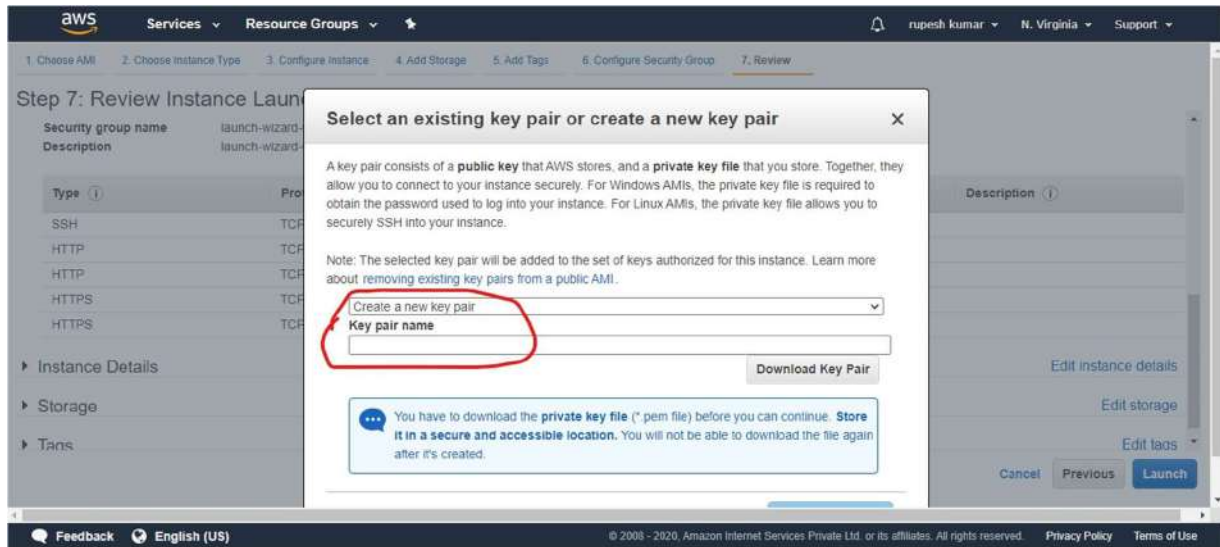 aws Services Resource Groups rupesh kumar N. Virginia Support
1. Choose AMI 2. Choose Instance Type 3. Configure Instance 4. Add Storage 5. Add Tags 6. Configure Security Group 7. Review
Step 7: Review Instance Laun
Security group name launch-wizard-
Description launch-wizard-
Type Pro Description
SSH TCP
HTTP TCP
HTTP TCP
HTTPS TCP
HTTPS TCP
Instance Details Edit instance details
Storage Edit storage
Tags Edit tags
Cancel Previous Launch
Select an existing key pair or create a new key pair
A key pair consists of a public key that AWS stores, and a private key file that you store. Together, they
allow you to connect to your instance securely. For Windows AMIs, the private key file is required to
obtain the password used to log into your instance. For Linux AMIs, the private key file allows you to
securely SSH into your instance.
Note: The selected key pair will be added to the set of keys authorized for this instance. Learn more
about removing existing key pairs from a public AMI.
Create a new key pair
Key pair name
Download Key Pair
You have to download the private key file (*.pem file) before you can continue. Store
it in a secure and accessible location. You will not be able to download the file again
after it's created.
Feedback English (US) © 2008 - 2020, Amazon Internet Services Private Ltd. or its affiliates. All rights reserved. Privacy Policy Terms of Use